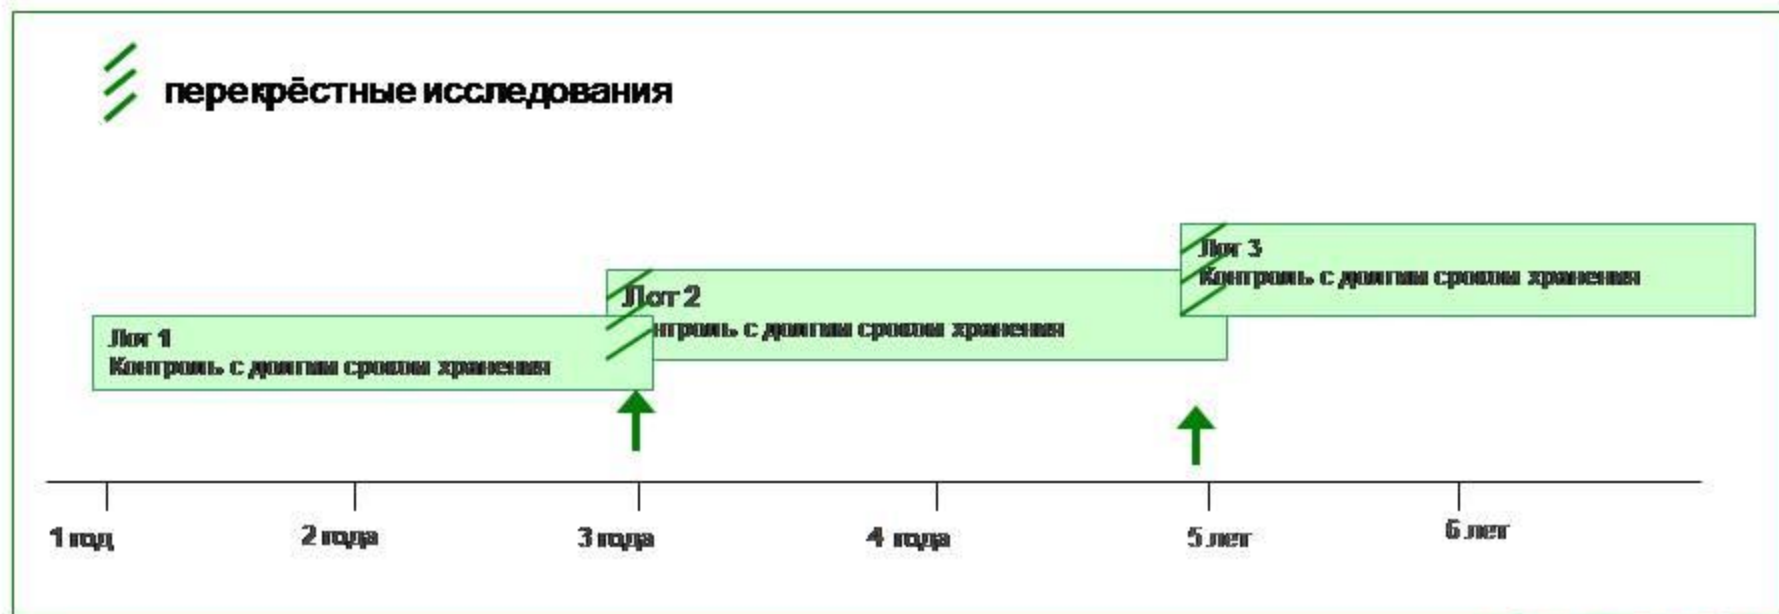 перекрёстные исследования
Лот 3
Контроль с долгим сроком хранения
Лот 2
нтроль с долгим сроком хранения
Лот 1
Контроль с долгим сроком хранения
1 год
2 года
3 года
4 года
5 лет
6 лет